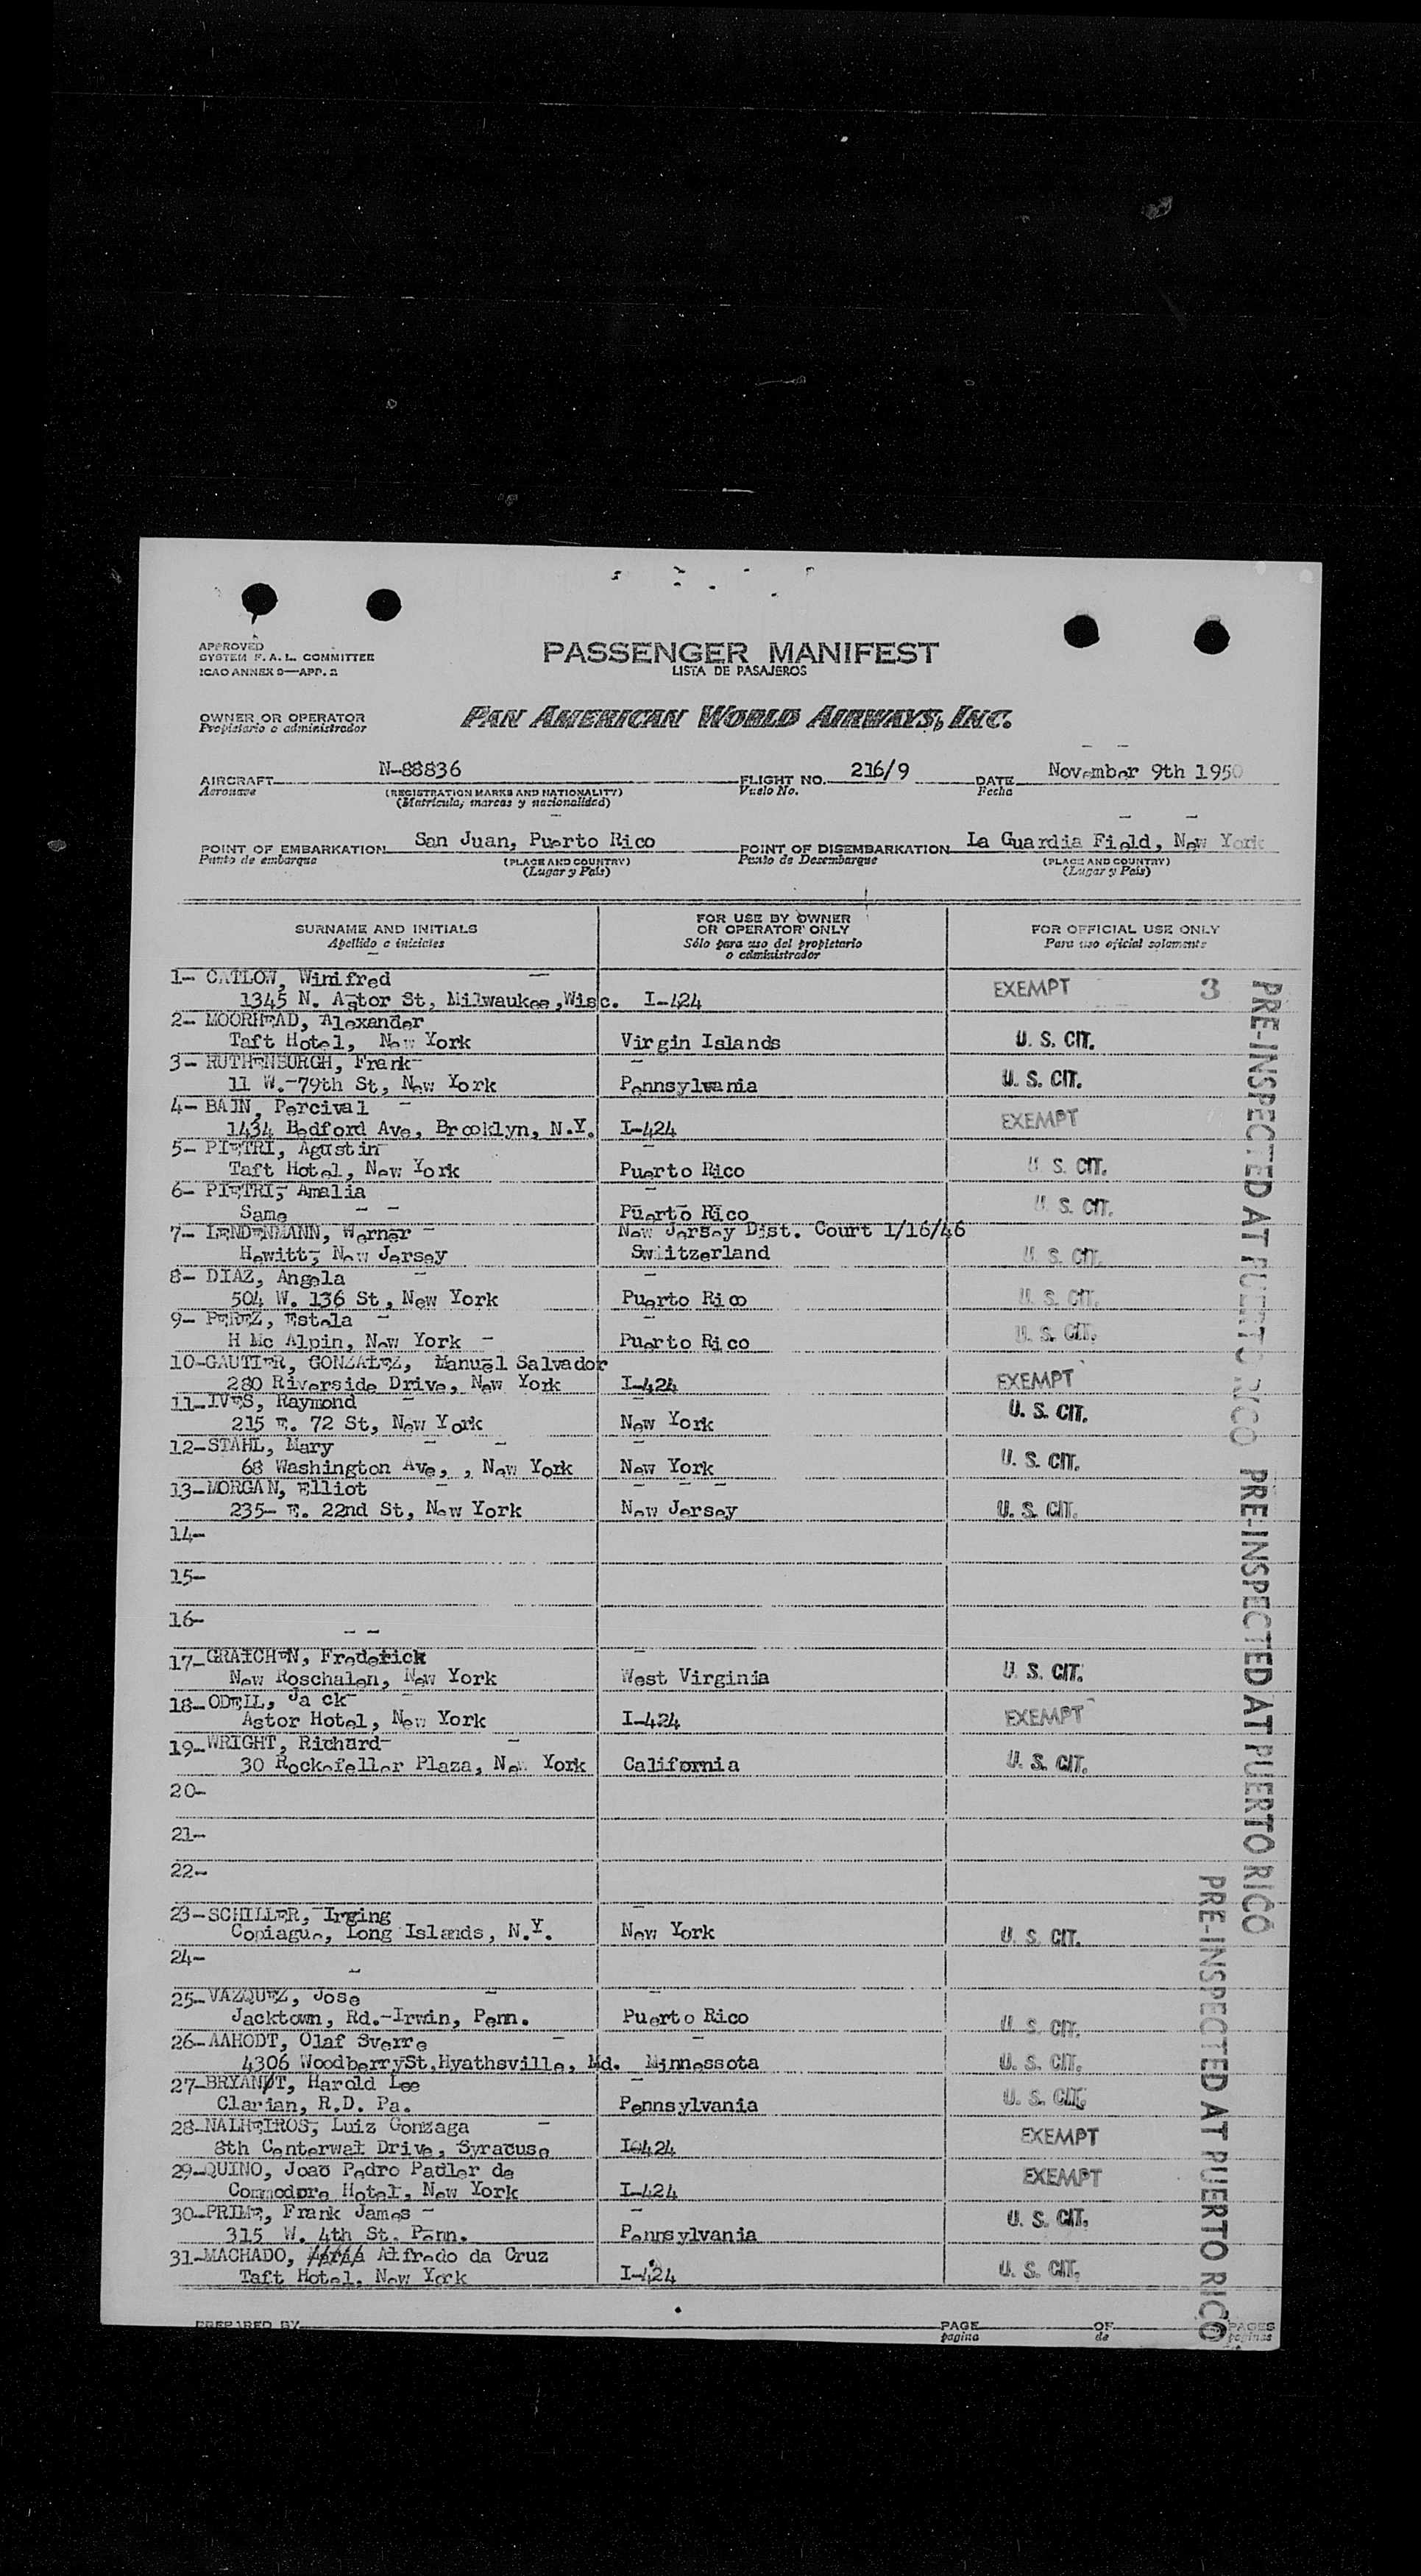 APPROVED
SYSTEM F. A. L. COMMITTEE
ICAO ANNEX 9—APP. 2
PASSENGER MANIFEST
LISTA DE PASAJEROS
OWNER OR OPERATOR
Propietario o administrador
PAN AMERICAN WORLD AIRWAYS, INC.
AIRCRAFT N-88836 FLIGHT NO. 216/9 DATE November 9th 1950
Aeronave (REGISTRATION MARKS AND NATIONALITY) Vuelo No. Fecha
(Matrícula, marcas y nacionalidad)
POINT OF EMBARKATION San Juan, Puerto Rico POINT OF DISEMBARKATION La Guardia Field, New York
Punto de embarque (PLACE AND COUNTRY) Punto de Desembarque (PLACE AND COUNTRY)
(Lugar y País) (Lugar y País)
SURNAME AND INITIALS FOR USE BY OWNER OR OPERATOR ONLY FOR OFFICIAL USE ONLY
Apellido e iniciales Sólo para uso del propietario o administrador Para uso oficial solamente
1- CATLOW, Winifred EXEMPT 3
1345 N. Astor St, Milwaukee,Wisc. I-424
2- MOORHEAD, Alexander
Taft Hotel, New York Virgin Islands U. S. CIT.
3- RUTHENBURGH, Frank
11 W.-79th St, New York Pennsylvania U. S. CIT.
4- BAIN, Percival
1434 Bedford Ave, Brooklyn, N.Y. I-424 EXEMPT
5- PIETRI, Agustin
Taft Hotel, New York Puerto Rico U. S. CIT.
6- PIETRI, Amalia
Same Puerto Rico U. S. CIT.
7- LENDENMANN, Werner New Jersey Dist. Court 1/16/46
Hewitt, New Jersey Switzerland U. S. CIT.
8- DIAZ, Angela
504 W. 136 St, New York Puerto Rico U. S. CIT.
9- PEREZ, Estela
H Mc Alpin, New York Puerto Rico U. S. CIT.
10-GAUTIER, GONZALEZ, Manuel Salvador
280 Riverside Drive, New York I-424 EXEMPT
11-IVES, Raymond
215 E. 72 St, New York New York U. S. CIT.
12-STAHL, Mary
68 Washington Ave, , New York New York U. S. CIT.
13-MORGAN, Elliot
235- E. 22nd St, New York New Jersey U. S. CIT.
14-
15-
16-
17-GRAICHEN, Frederick
New Roschalen, New York West Virginia U. S. CIT.
18-ODELL, Ja ck
Astor Hotel, New York I-424 EXEMPT
19-WRIGHT, Richard
30 Rockefeller Plaza, New York California U. S. CIT.
20-
21-
22-
23-SCHILLER, Irging
Copiague, Long Islands, N.Y. New York U. S. CIT.
24-
25-VAZQUEZ, Jose
Jacktown, Rd.-Irwin, Penn. Puerto Rico U. S. CIT.
26-AAHODT, Olaf Sverre
4306 WoodberrySt,Hyathsville, Md. Minnessota U. S. CIT.
27-BRYANT, Harold Lee
Clarian, R.D. Pa. Pennsylvania U. S. CIT.
28-NALHEIROS, Luiz Gonzaga
8th Centerwat Drive, Syracuse I0424 EXEMPT
29-QUINO, Joao Pedro Padler de
Commodore Hotel, New York I-424 EXEMPT
30-PRIME, Frank James
315 W. 4th St. Penn. Pennsylvania U. S. CIT.
31-MACHADO, Alfredo da Cruz
Taft Hotel, New York I-424 U. S. CIT.
PREPARED BY PAGE OF PAGES
pagina de paginas
PRE-INSPECTED AT PUERTO RICO
PRE-INSPECTED AT PUERTO RICO
PRE-INSPECTED AT PUERTO RICO